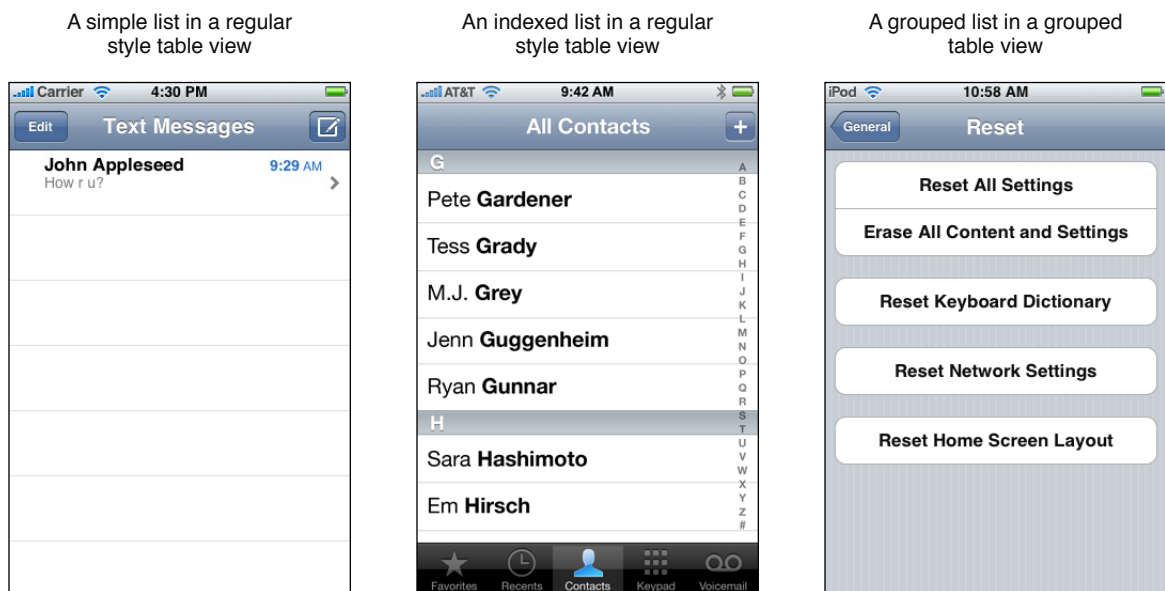 A simple list in a regular
style table view
Carrier 4:30 PM
Edit Text Messages
John Appleseed 9:29 AM
How r u?
An indexed list in a regular
style table view
AT&T 9:42 AM
All Contacts +
G
Pete Gardener
Tess Grady
M.J. Grey
Jenn Guggenheim
Ryan Gunnar
H
Sara Hashimoto
Em Hirsch
A
B
C
D
E
F
G
H
I
J
K
L
M
N
O
P
Q
R
S
T
U
V
W
X
Y
Z
#
Favorites Recents Contacts Keypad Voicemail
A grouped list in a grouped
table view
iPod 10:58 AM
General Reset
Reset All Settings
Erase All Content and Settings
Reset Keyboard Dictionary
Reset Network Settings
Reset Home Screen Layout